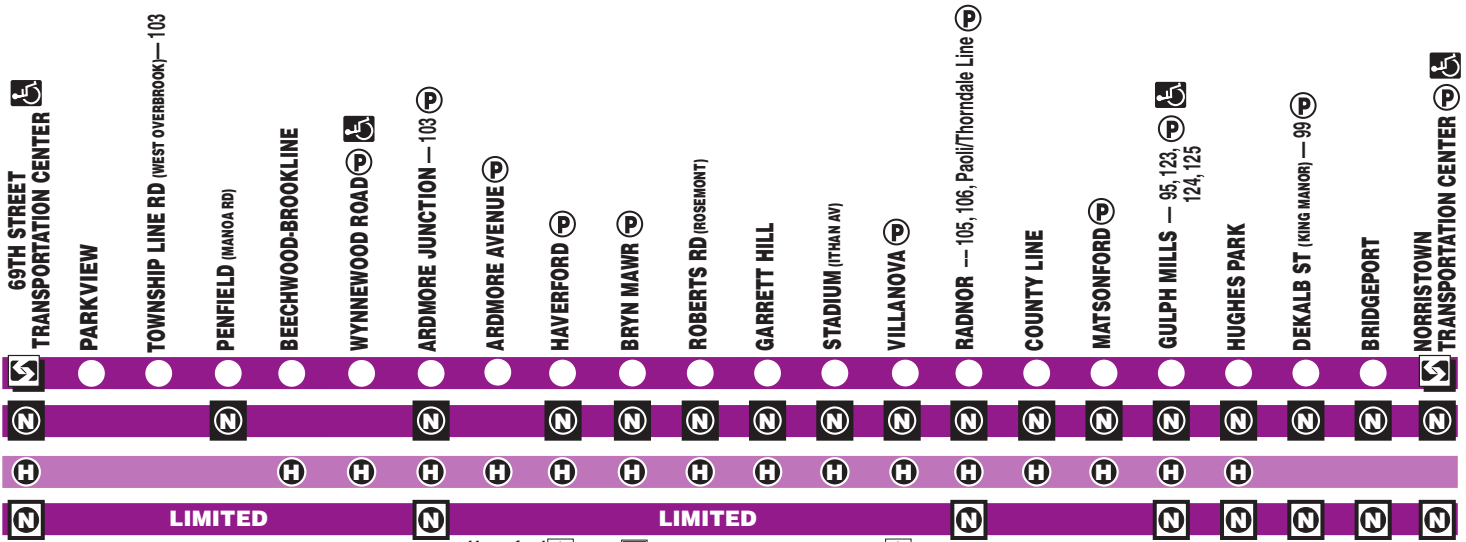 69TH STREET
TRANSPORTATION CENTER
PARKVIEW
TOWNSHIP LINE RD (WEST OVERBROOK)— 103
PENFIELD (MANOA RD)
BEECHWOOD-BROOKLINE
WYNNEWOOD ROAD P
ARDMORE JUNCTION — 103 P
ARDMORE AVENUE P
HAVERFORD P
BRYN MAWR P
ROBERTS RD (ROSEMONT)
GARRETT HILL
STADIUM (ITHAN AV)
VILLANOVA P
RADNOR — 105, 106, Paoli/Thorndale Line P
COUNTY LINE
MATSONFORD P
GULPH MILLS — 95, 123, P
124, 125
HUGHES PARK
DEKALB ST (KING MANOR) — 99 P
BRIDGEPORT
NORRISTOWN
TRANSPORTATION CENTER P
N N N N N N N N N N N N N N N N N
H H H H H H H H H H H H H H H H
N LIMITED N LIMITED N N N N N N